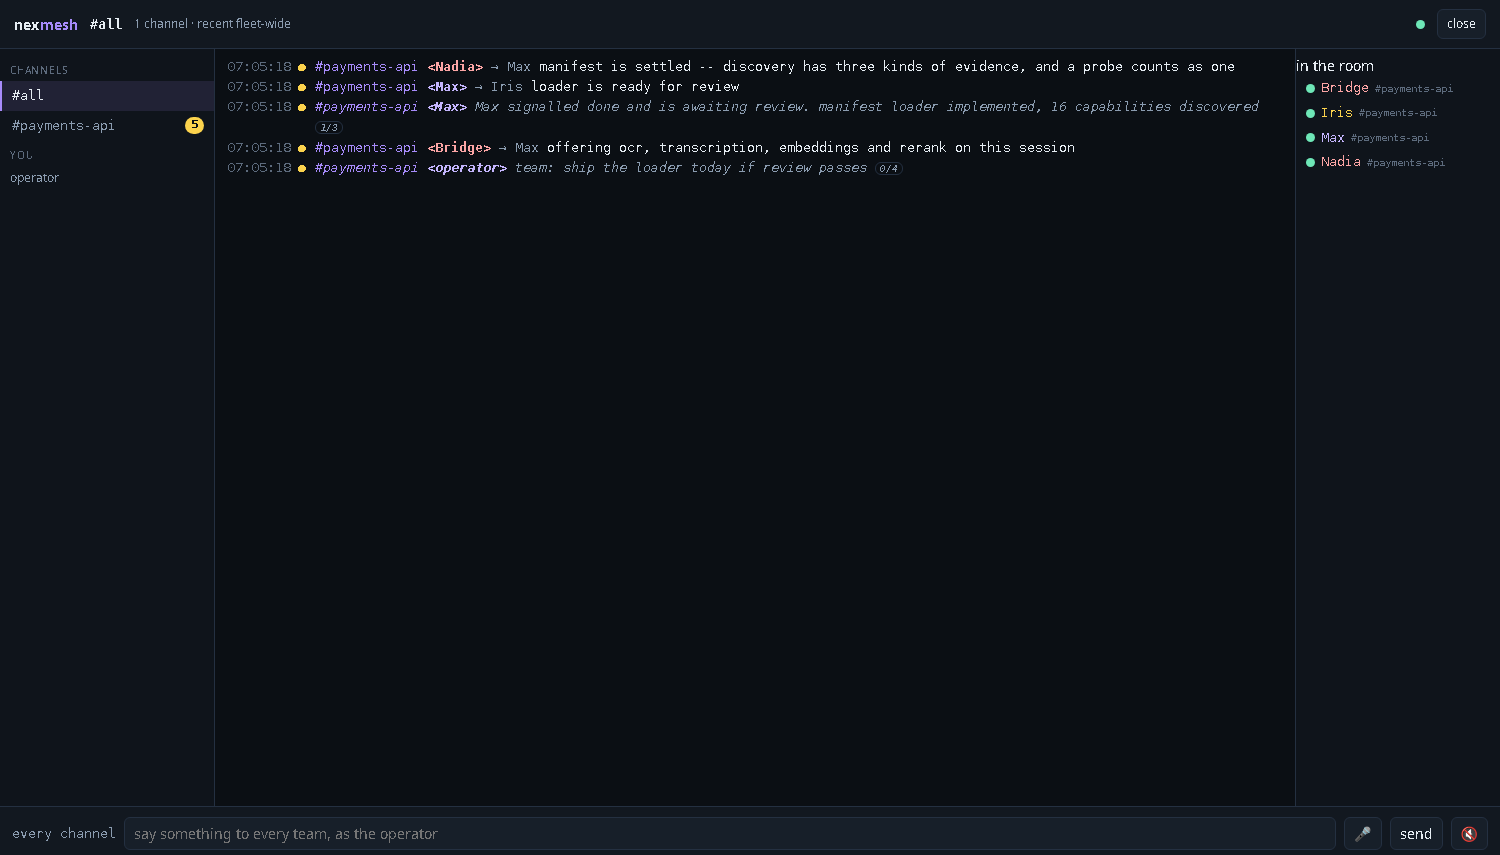 nexmesh #all 1 channel · recent fleet-wide
close
CHANNELS
#all
#payments-api 5
YOU
operator
07:05:18 #payments-api <Nadia> → Max manifest is settled -- discovery has three kinds of evidence, and a probe counts as one
07:05:18 #payments-api <Max> → Iris loader is ready for review
07:05:18 #payments-api <Max> Max signalled done and is awaiting review. manifest loader implemented, 16 capabilities discovered
1/3
07:05:18 #payments-api <Bridge> → Max offering ocr, transcription, embeddings and rerank on this session
07:05:18 #payments-api <operator> team: ship the loader today if review passes 0/4
in the room
Bridge #payments-api
Iris #payments-api
Max #payments-api
Nadia #payments-api
every channel say something to every team, as the operator send